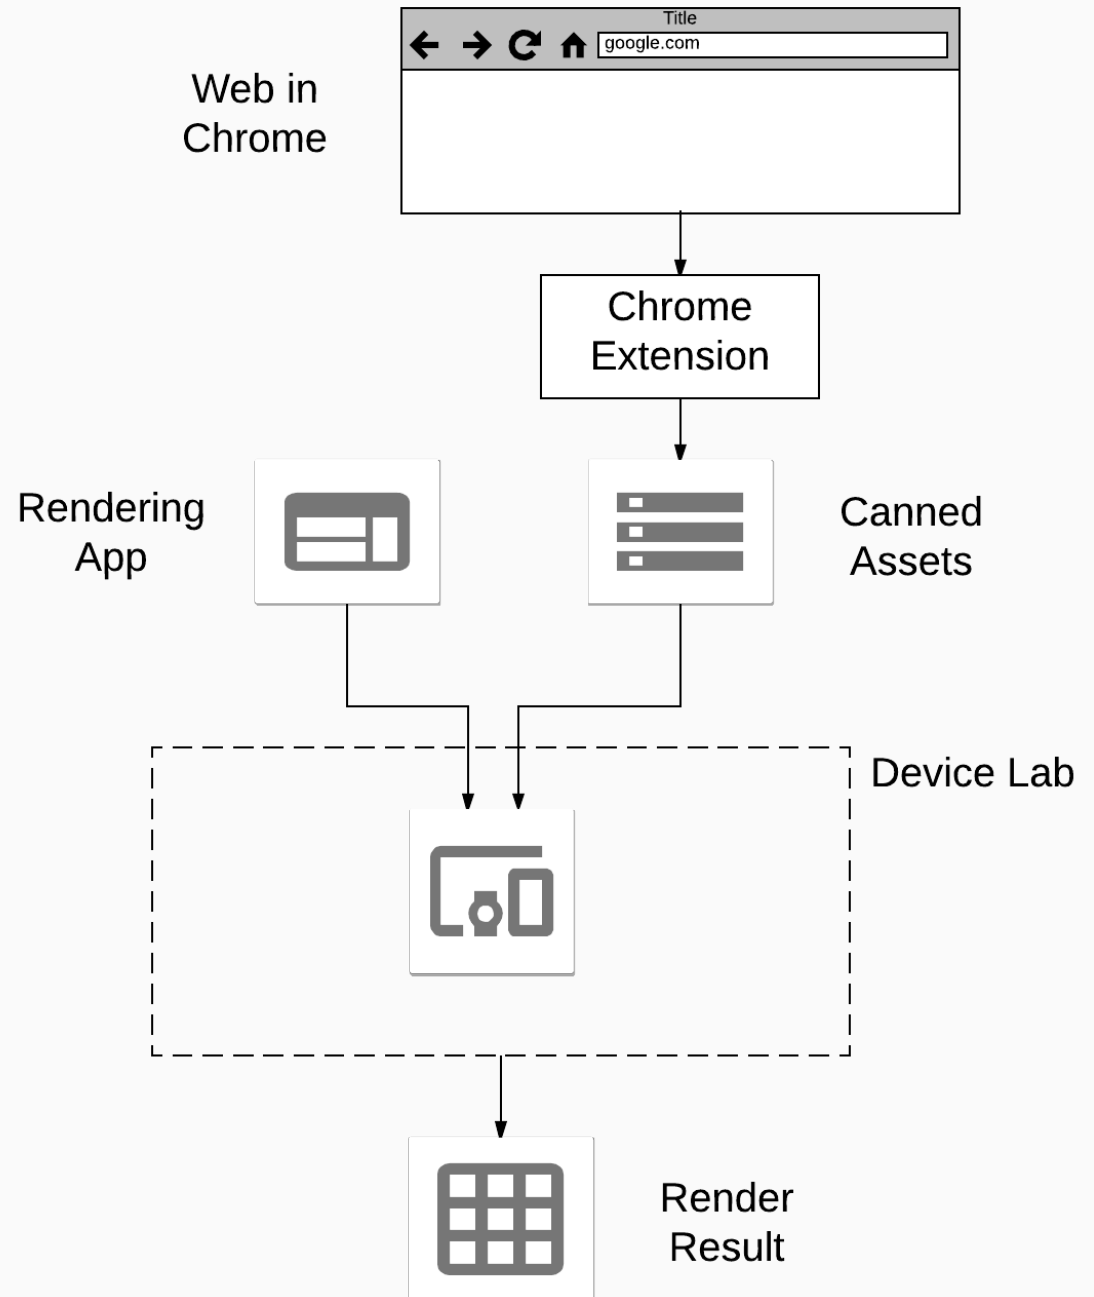 Title
google.com
Web in
Chrome
Chrome
Extension
Rendering
App
Canned
Assets
Device Lab
Render
Result